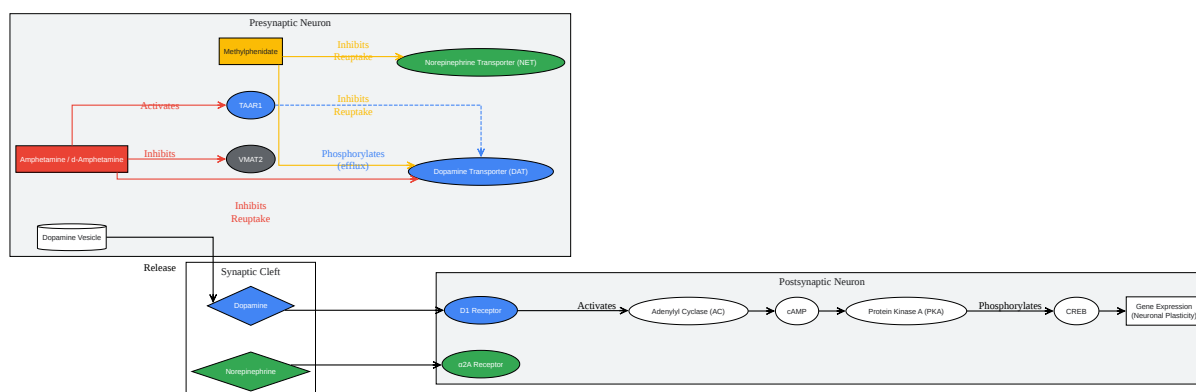 Presynaptic Neuron
Methylphenidate
Inhibits
Reuptake
Norepinephrine Transporter (NET)
Activates
TAAR1
Inhibits
Reuptake
Amphetamine / d-Amphetamine
Inhibits
VMAT2
Phosphorylates
(efflux)
Dopamine Transporter (DAT)
Inhibits
Reuptake
Dopamine Vesicle
Release
Synaptic Cleft
Dopamine
Norepinephrine
Postsynaptic Neuron
D1 Receptor
Activates
Adenylyl Cyclase (AC)
cAMP
Protein Kinase A (PKA)
Phosphorylates
CREB
Gene Expression
(Neuronal Plasticity)
α2A Receptor